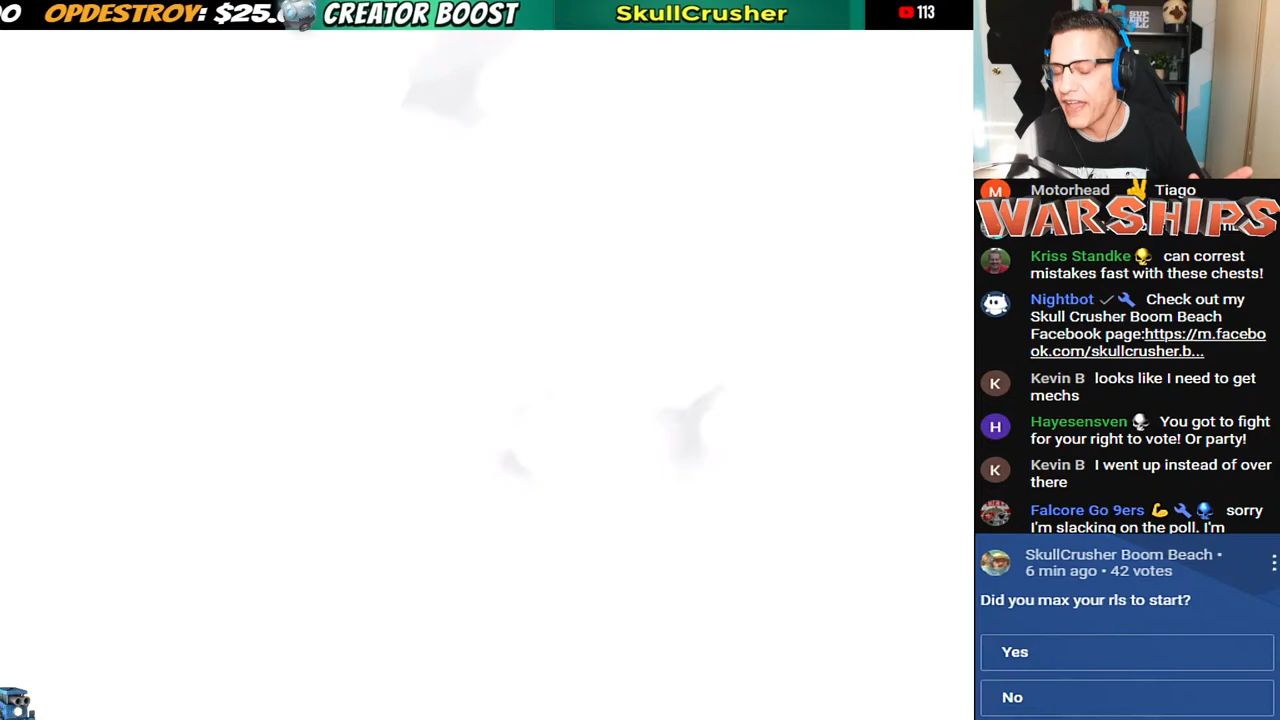 00 OPDESTROY: $25. CREATOR BOOST SkullCrusher 113
Motorhead ✌ Tiago
WARSHIPS
Kriss Standke can correst
mistakes fast with these chests!
Nightbot Check out my
Skull Crusher Boom Beach
Facebook page:https://m.facebo
ok.com/skullcrusher.b...
Kevin B looks like I need to get
mechs
Hayesensven You got to fight
for your right to vote! Or party!
Kevin B I went up instead of over
there
Falcore Go 9ers sorry
I'm slacking on the poll. I'm
SkullCrusher Boom Beach •
6 min ago • 42 votes
Did you max your rls to start?
Yes
No